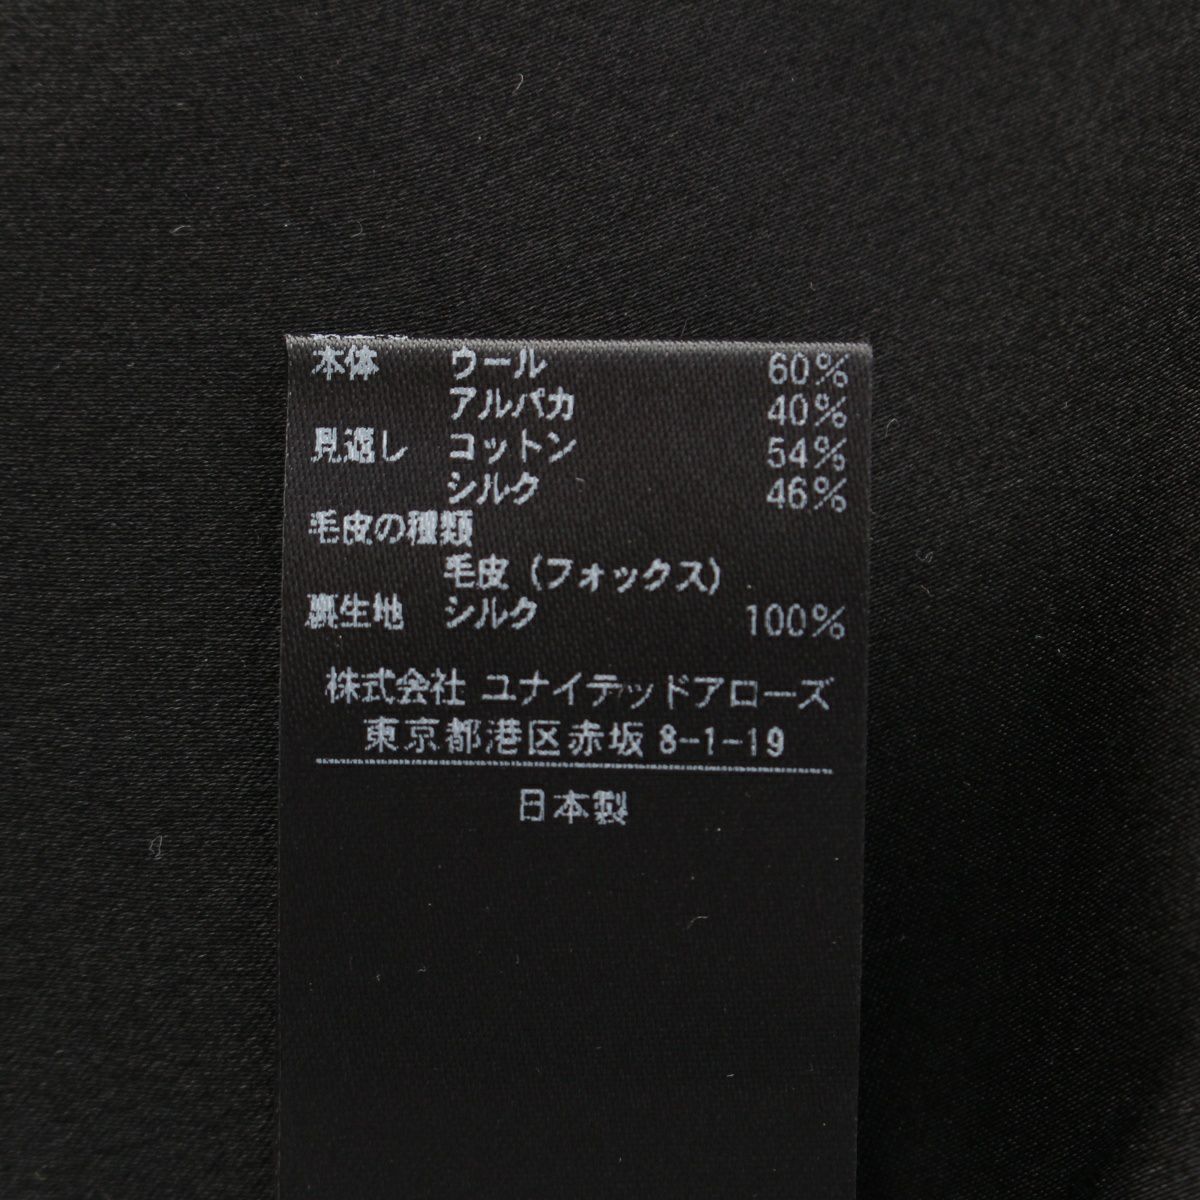 本体 ウール 60%
アルパカ 40%
見返し コットン 54%
シルク 46%
毛皮の種類
毛皮(フォックス)
裏生地 シルク 100%
株式会社 ユナイテッドアローズ
東京都港区赤坂 8-1-19
日本製